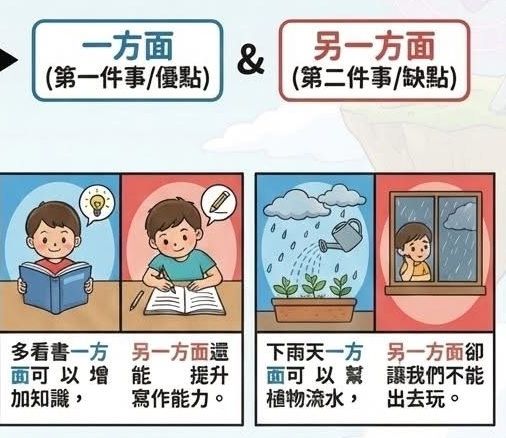 一方面
(第一件事/優點)
&
另一方面
(第二件事/缺點)
多看書一方
面可以增
加知識，
另一方面還
能提升
寫作能力。
下雨天一方
面可以幫
植物流水，
另一方面卻
讓我們不能
出去玩。